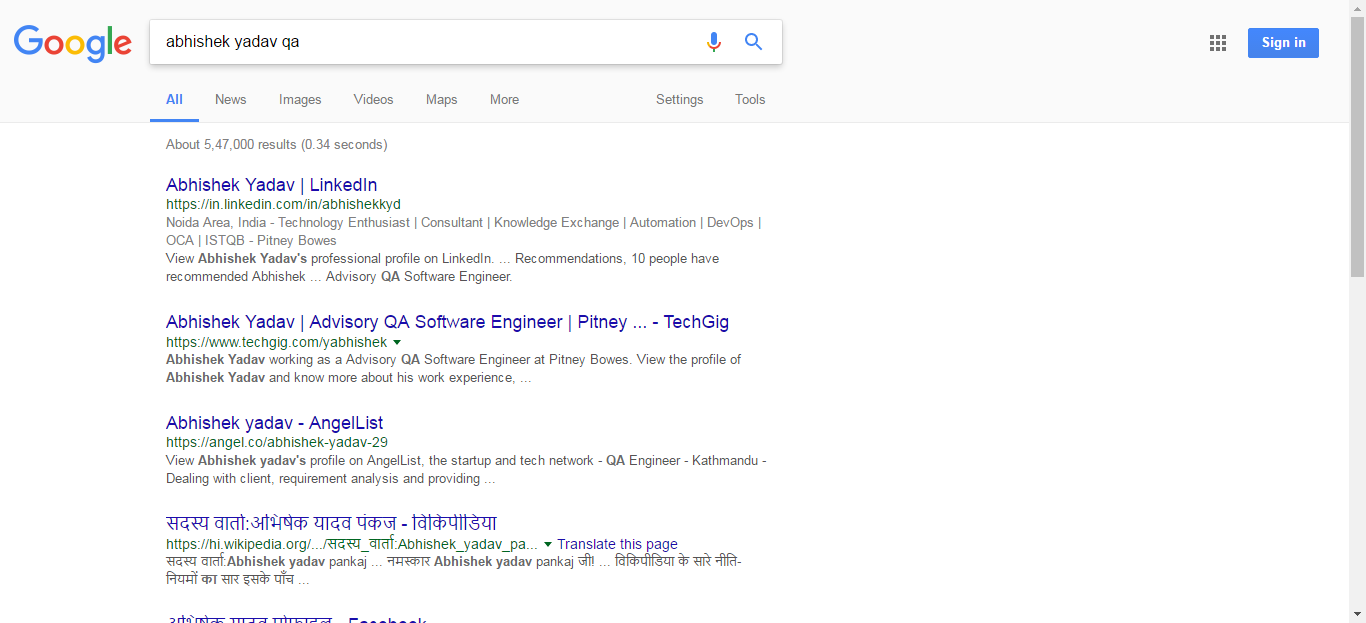 Google
abhishek yadav qa
Sign in
All News Images Videos Maps More Settings Tools
About 5,47,000 results (0.34 seconds)
Abhishek Yadav | LinkedIn
https://in.linkedin.com/in/abhishekkyd
Noida Area, India - Technology Enthusiast | Consultant | Knowledge Exchange | Automation | DevOps |
OCA | ISTQB - Pitney Bowes
View Abhishek Yadav's professional profile on LinkedIn. ... Recommendations, 10 people have
recommended Abhishek ... Advisory QA Software Engineer.
Abhishek Yadav | Advisory QA Software Engineer | Pitney ... - TechGig
https://www.techgig.com/yabhishek
Abhishek Yadav working as a Advisory QA Software Engineer at Pitney Bowes. View the profile of
Abhishek Yadav and know more about his work experience, ...
Abhishek yadav - AngelList
https://angel.co/abhishek-yadav-29
View Abhishek yadav's profile on AngelList, the startup and tech network - QA Engineer - Kathmandu -
Dealing with client, requirement analysis and providing ...
सदस्य वार्ता:अभिषेक यादव पंकज - विकिपीडिया
https://hi.wikipedia.org/.../सदस्य_वार्ता:Abhishek_yadav_pa... Translate this page
सदस्य वार्ता:Abhishek yadav pankaj ... नमस्कार Abhishek yadav pankaj जी! ... विकिपीडिया के सारे नीति-
नियमों का सार इसके पाँच ...
अभिषेक यादव प्रोफ़ाइल - Facebook